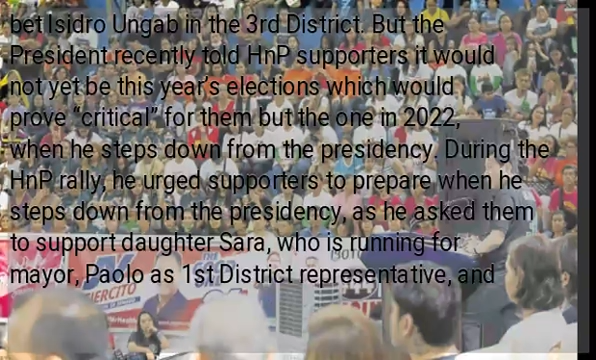 bet Isidro Ungab in the 3rd District. But the
President recently told HnP supporters it would
not yet be this year's elections which would
prove “critical” for them but the one in 2022,
when he steps down from the presidency. During the
HnP rally, he urged supporters to prepare when he
steps down from the presidency, as he asked them
to support daughter Sara, who is running for
mayor, Paolo as 1st District representative, and